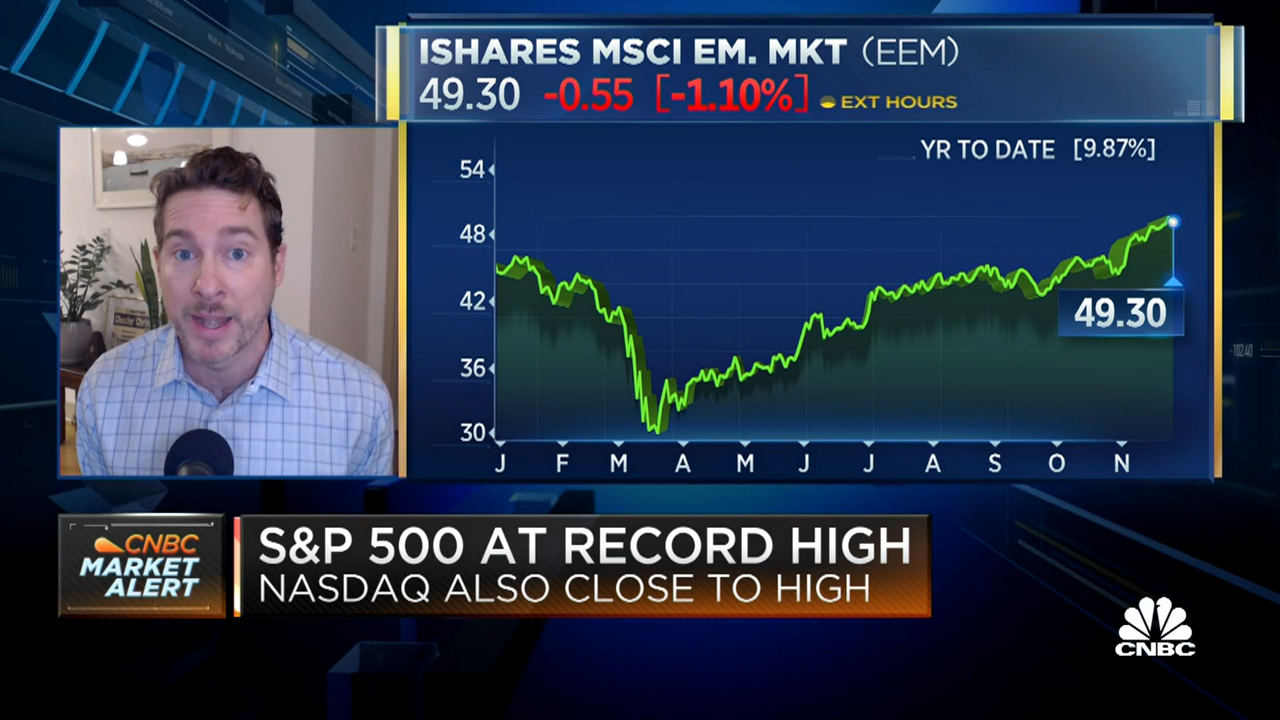 ISHARES MSCI EM. MKT (EEM)
49.30 -0.55 [-1.10%] EXT HOURS
YR TO DATE [9.87%]
54
48
42
36
30
49.30
J F M A M J J A S O N
S&P 500 AT RECORD HIGH
NASDAQ ALSO CLOSE TO HIGH
CNBC
MARKET
ALERT
CNBC